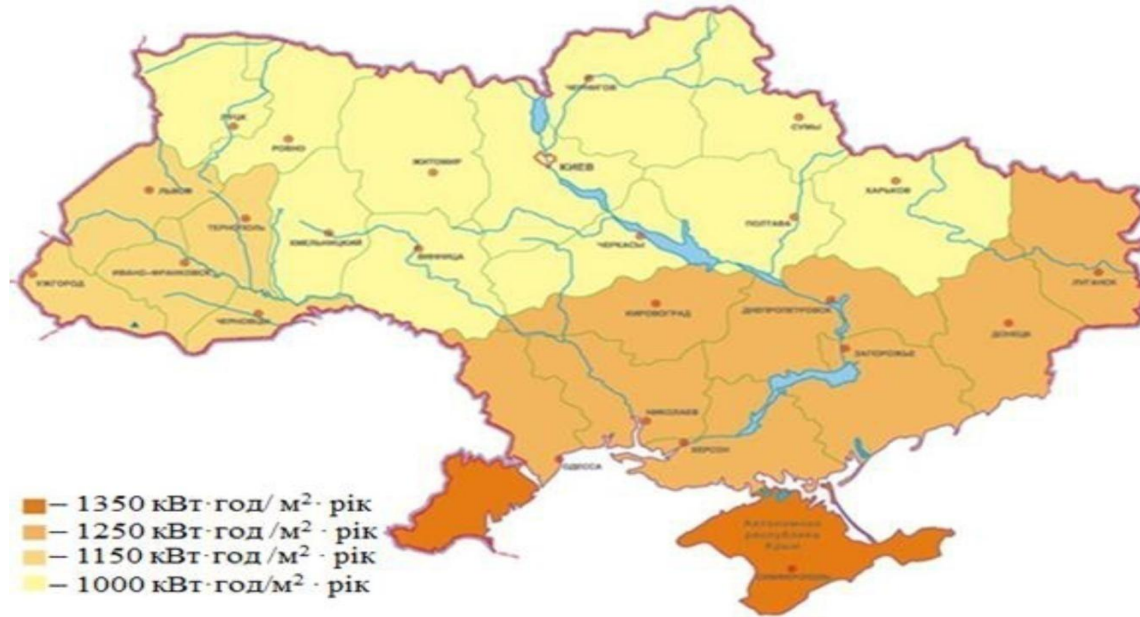 ЧЕРНИГОВ
ЛУЦК
СУМЫ
РОВНО
ЖИТОМИР
КИЕВ
ЛЬВОВ
ХАРЬКОВ
ТЕРНОПОЛЬ
ПОЛТАВА
ХМЕЛЬНИЦКИЙ
ВИННИЦА
ЧЕРКАССЫ
ИВАНО-ФРАНКОВСК
УЖГОРОД
ЛУГАНСК
КИРОВОГРАД
ДНЕПРОПЕТРОВСК
ЧЕРНОВЦЫ
ДОНЕЦК
ЗАПОРОЖЬЕ
НИКОЛАЕВ
ХЕРСОН
ОДЕССА
– 1350 кВт·год/ м² · рік
– 1250 кВт·год /м² · рік
– 1150 кВт·год/м² · рік
– 1000 кВт·год/м² · рік
Автономная
республика
Крым
СИМФЕРОПОЛЬ